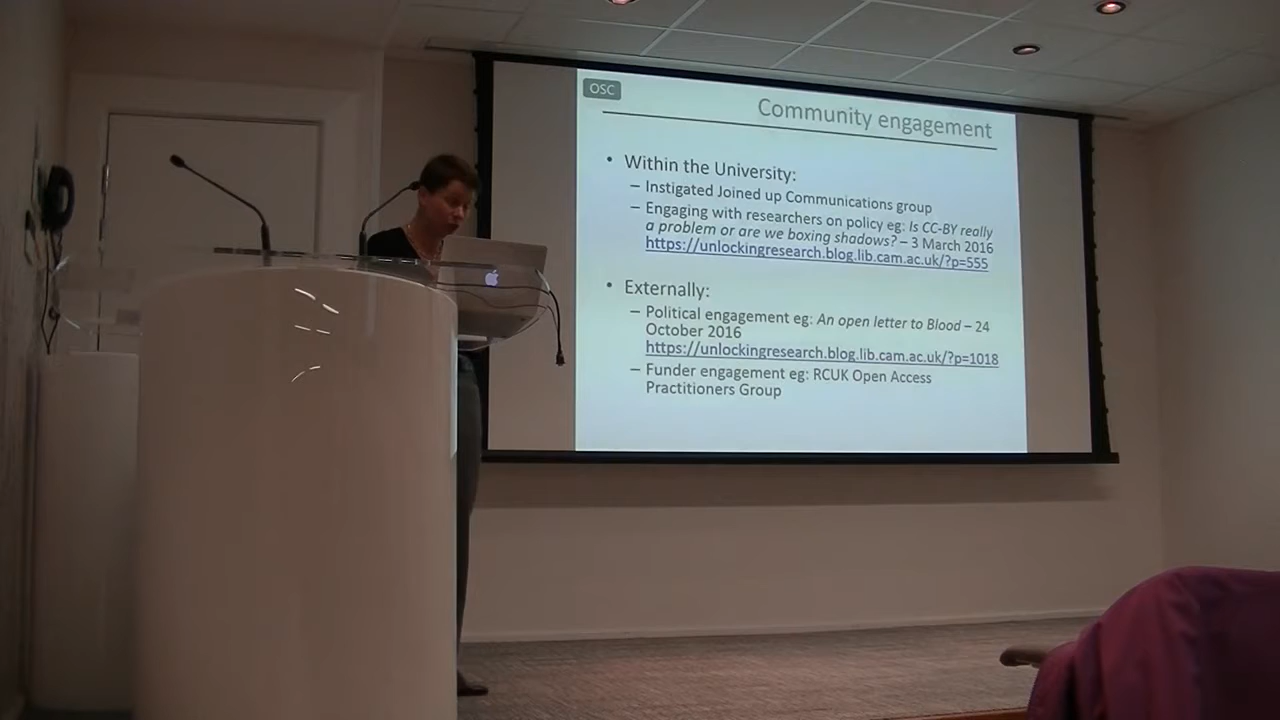 OSC
Community engagement
• Within the University:
– Instigated Joined up Communications group
– Engaging with researchers on policy eg: Is CC-BY really
a problem or are we boxing shadows? – 3 March 2016
https://unlockingresearch.blog.lib.cam.ac.uk/?p=555
• Externally:
– Political engagement eg: An open letter to Blood – 24
October 2016
https://unlockingresearch.blog.lib.cam.ac.uk/?p=1018
– Funder engagement eg: RCUK Open Access
Practitioners Group